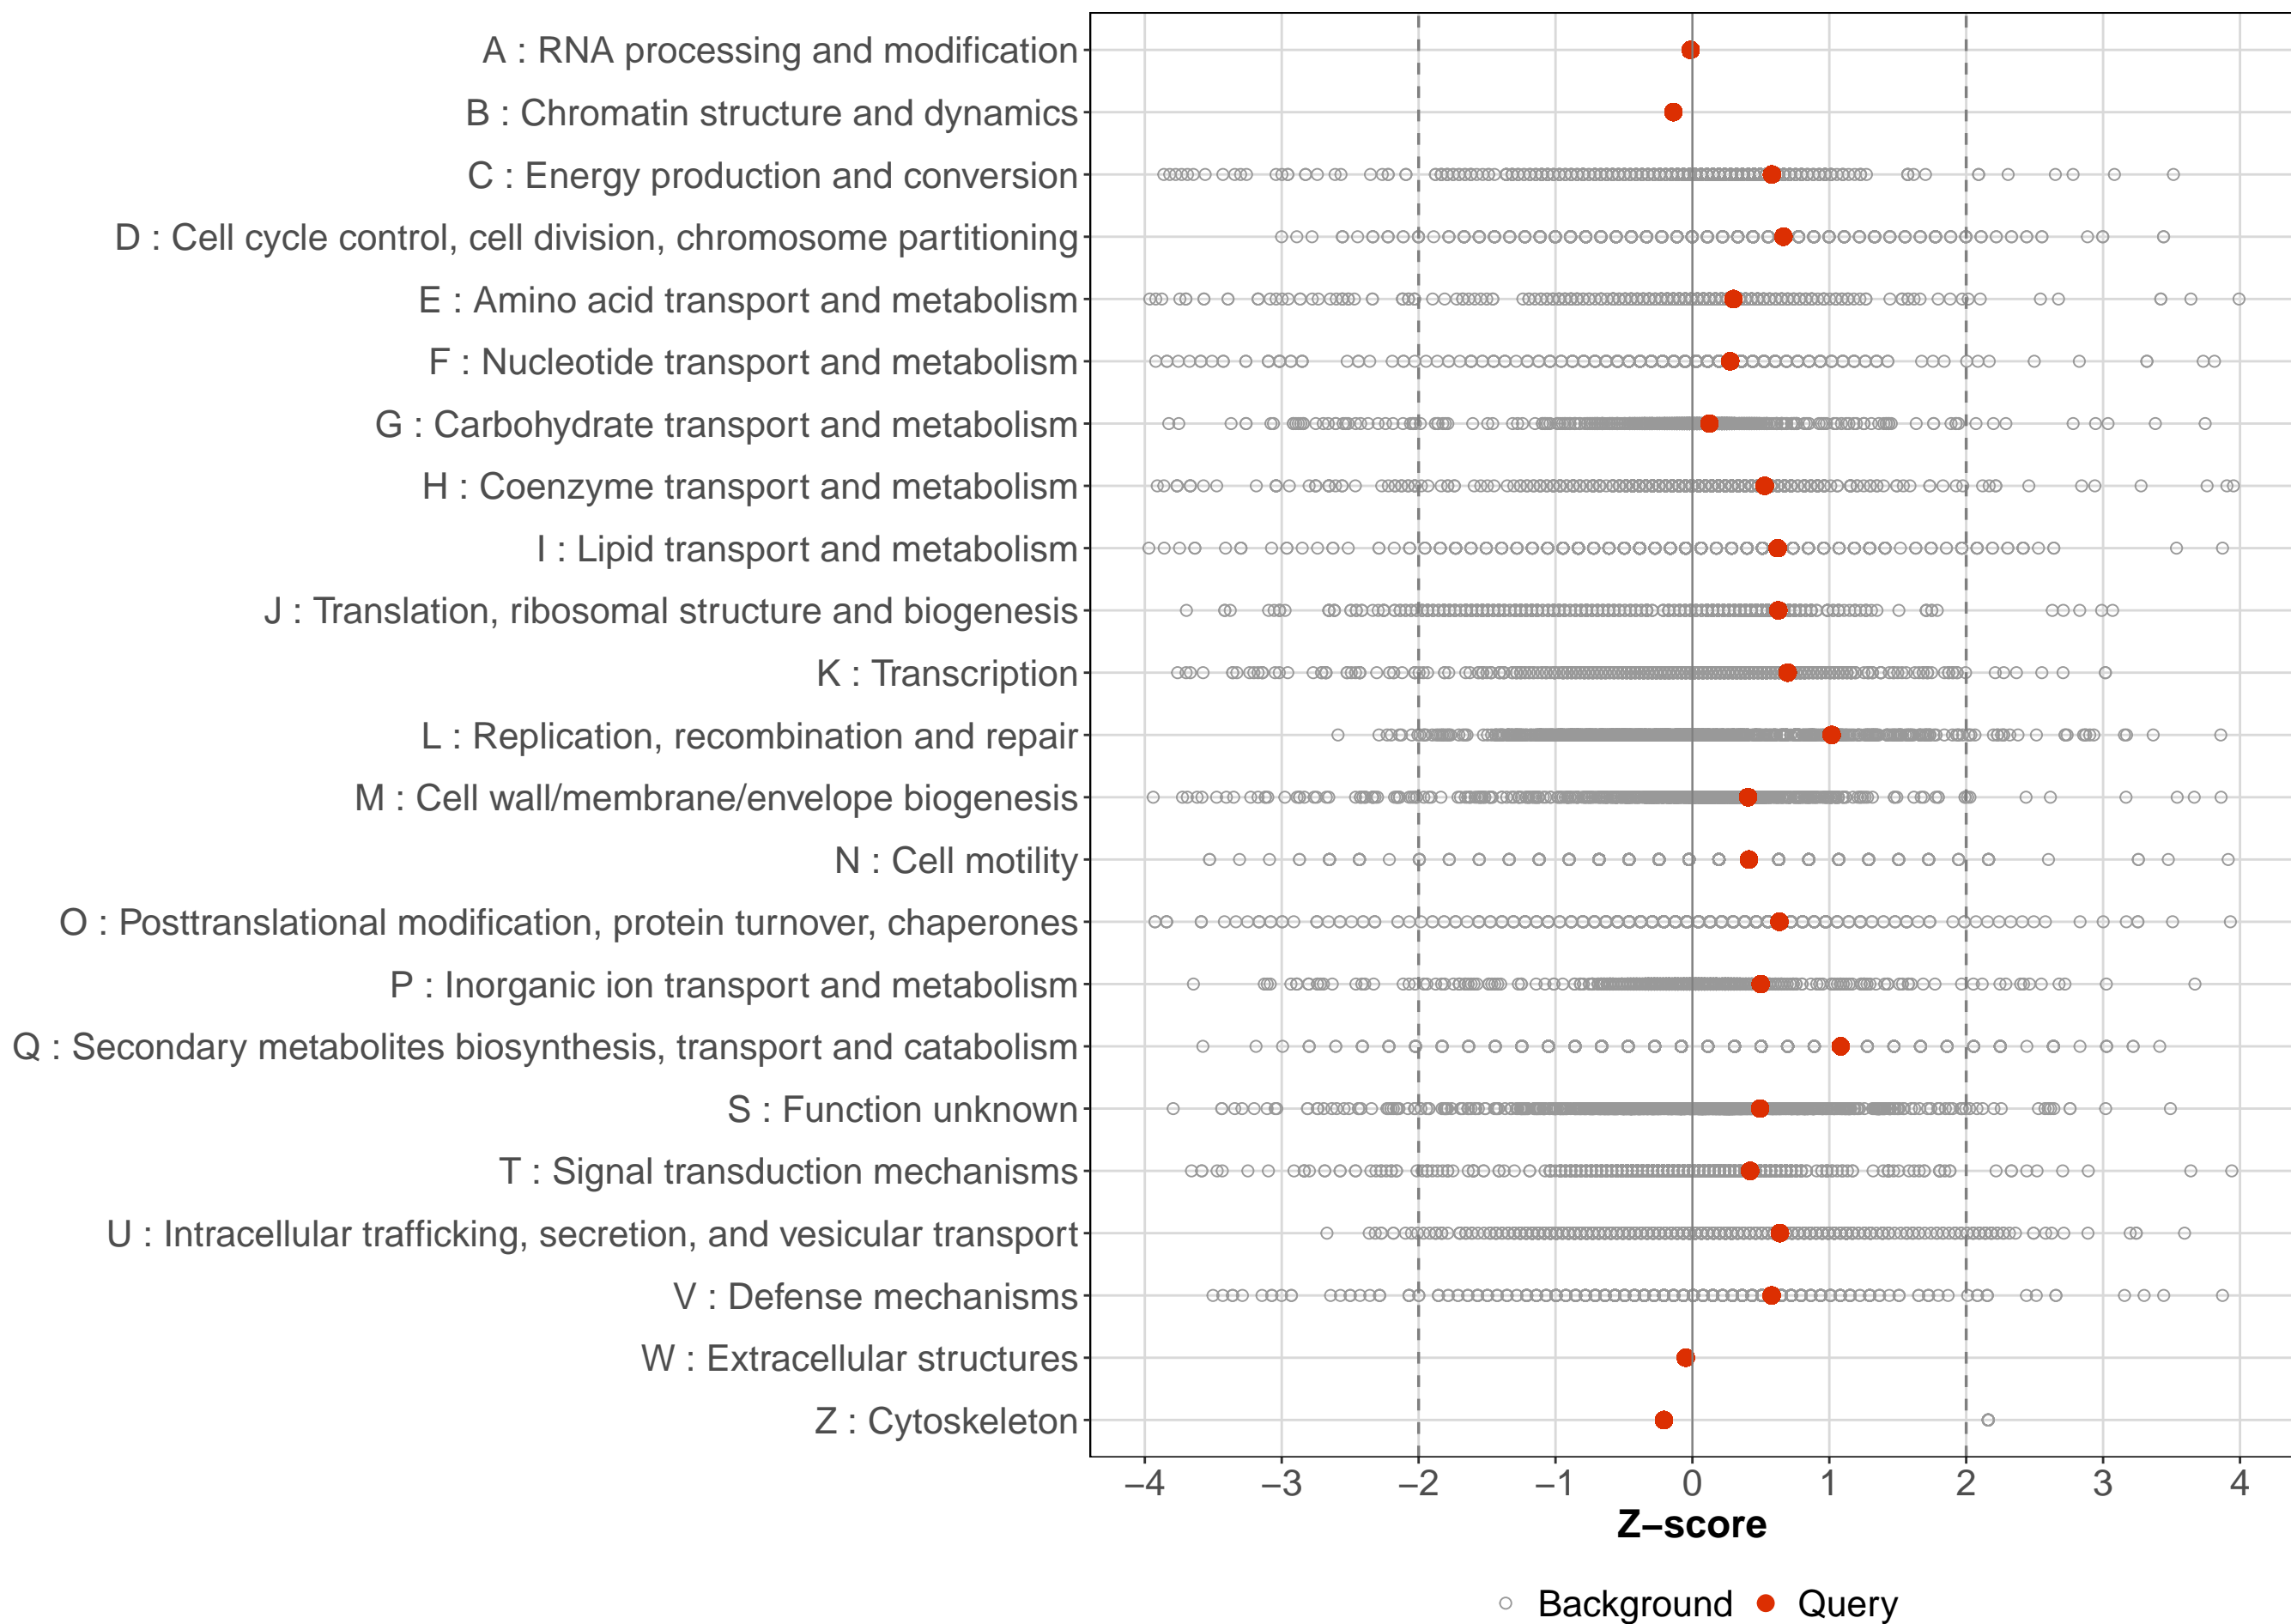 A : RNA processing and modification
B : Chromatin structure and dynamics
C : Energy production and conversion
D : Cell cycle control, cell division, chromosome partitioning
E : Amino acid transport and metabolism
F : Nucleotide transport and metabolism
G : Carbohydrate transport and metabolism
H : Coenzyme transport and metabolism
I : Lipid transport and metabolism
J : Translation, ribosomal structure and biogenesis
K : Transcription
L : Replication, recombination and repair
M : Cell wall/membrane/envelope biogenesis
N : Cell motility
O : Posttranslational modification, protein turnover, chaperones
P : Inorganic ion transport and metabolism
Q : Secondary metabolites biosynthesis, transport and catabolism
S : Function unknown
T : Signal transduction mechanisms
U : Intracellular trafficking, secretion, and vesicular transport
V : Defense mechanisms
W : Extracellular structures
Z : Cytoskeleton
−4 −3 −2 −1 0 1 2 3 4
Z−score
Background Query